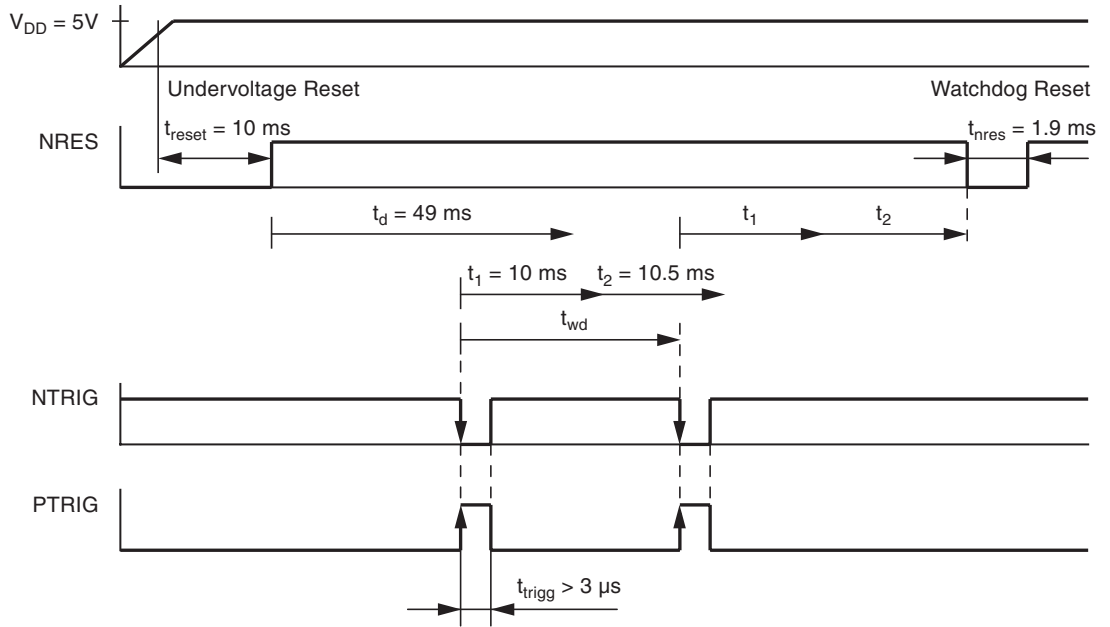 V_DD = 5V
Undervoltage Reset
Watchdog Reset
NRES
t_reset = 10 ms
t_nres = 1.9 ms
t_d = 49 ms
t_1
t_2
t_1 = 10 ms
t_2 = 10.5 ms
t_wd
NTRIG
PTRIG
t_trigg > 3 µs